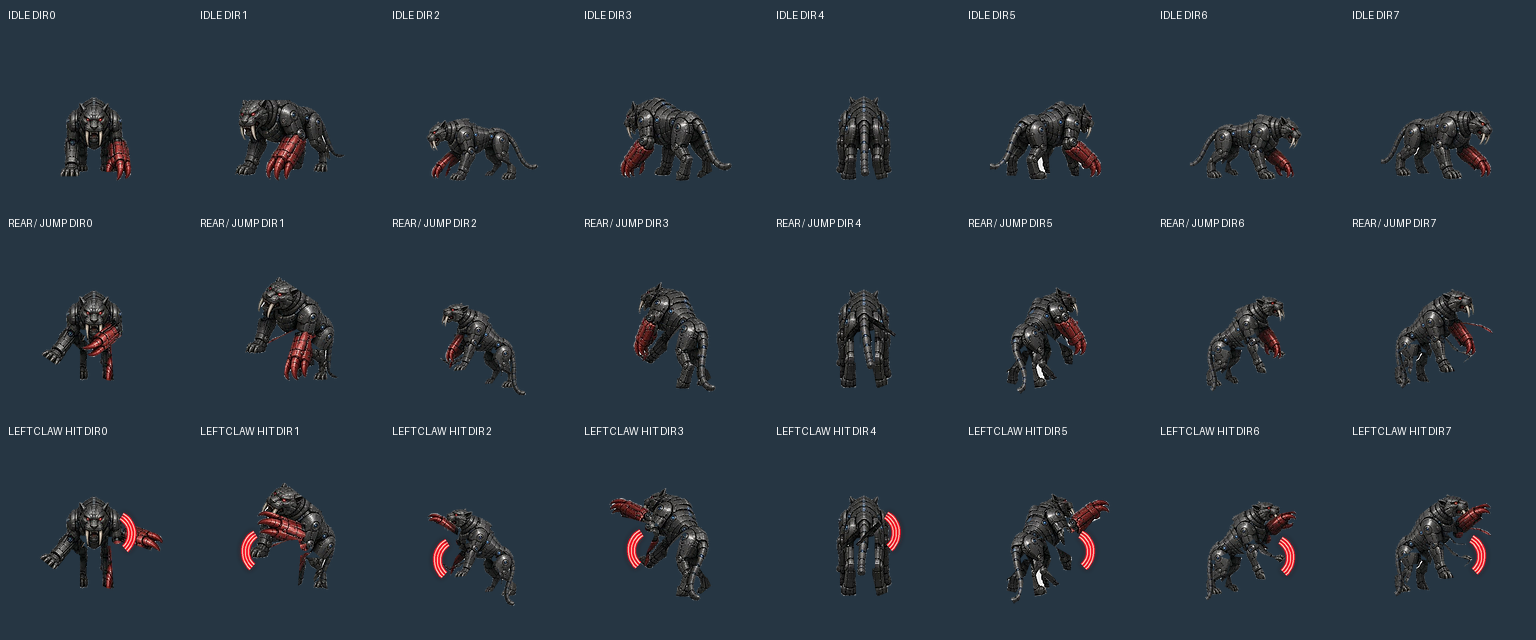 IDLE DIR0 IDLE DIR1 IDLE DIR2 IDLE DIR3 IDLE DIR4 IDLE DIR5 IDLE DIR6 IDLE DIR7
REAR / JUMP DIR0 REAR / JUMP DIR1 REAR / JUMP DIR2 REAR / JUMP DIR3 REAR / JUMP DIR4 REAR / JUMP DIR5 REAR / JUMP DIR6 REAR / JUMP DIR7
LEFTCLAW HIT DIR0 LEFTCLAW HIT DIR1 LEFTCLAW HIT DIR2 LEFTCLAW HIT DIR3 LEFTCLAW HIT DIR4 LEFTCLAW HIT DIR5 LEFTCLAW HIT DIR6 LEFTCLAW HIT DIR7